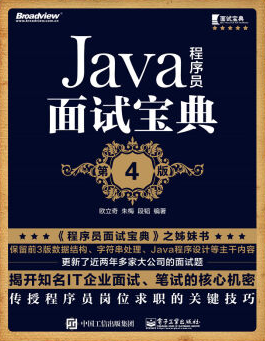 Broadview
面试宝典
Java程序员
面试宝典
第4版
欧立奇 朱梅 段韬 编著
《程序员面试宝典》之姊妹书
保留前3版数据结构、字符串处理、Java程序设计等主干内容
更新了近两年多家大公司的面试题
揭开知名IT企业面试、笔试的核心机密
传授程序员岗位求职的关键技巧
中国工信出版集团 电子工业出版社